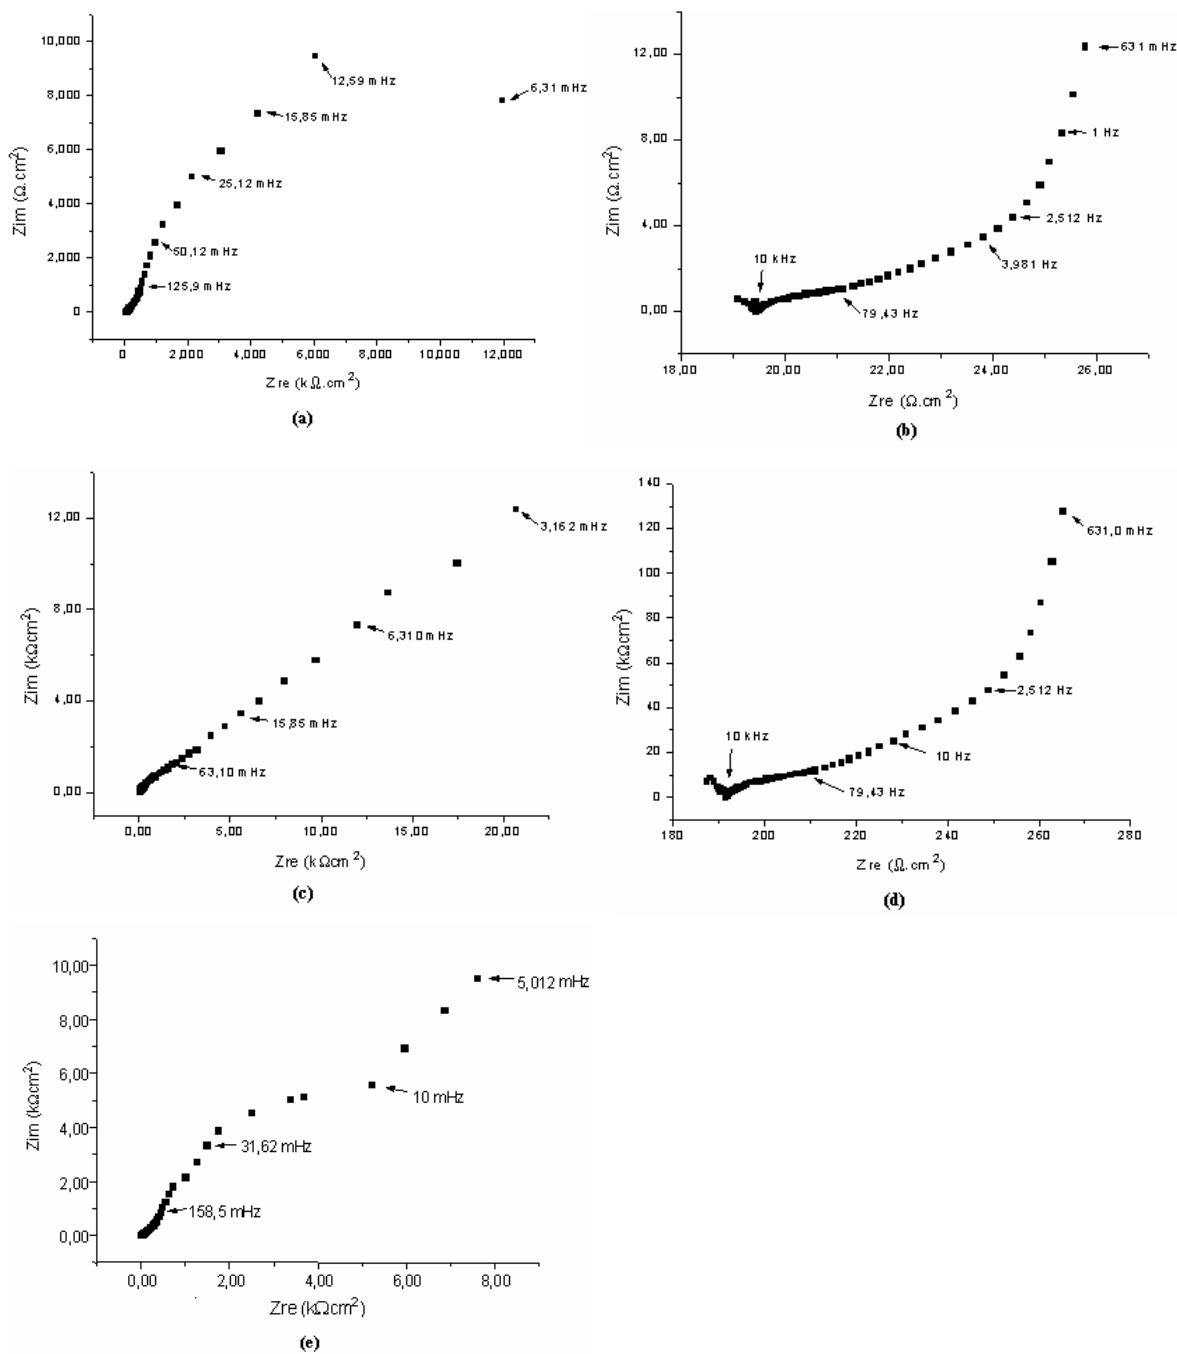 10,000
8,000
6,000
4,000
2,000
0
Zim (Ω.cm²)
12,59 mHz
6,31 mHz
15,85 mHz
25,12 mHz
50,12 mHz
125,9 mHz
0
2,000
4,000
6,000
8,000
10,000
12,000
Zre (kΩ.cm²)
(a)
12,00
8,00
4,00
0,00
Zim (Ω.cm²)
631 mHz
1 Hz
2,512 Hz
3,981 Hz
10 kHz
79,43 Hz
18,00
20,00
22,00
24,00
26,00
Zre (Ω.cm²)
(b)
12,00
8,00
4,00
0,00
Zim (kΩcm²)
3,162 mHz
6,310 mHz
15,85 mHz
63,10 mHz
0,00
5,00
10,00
15,00
20,00
Zre (kΩcm²)
(c)
140
120
100
80
60
40
20
0
Zim (kΩcm²)
631,0 mHz
2,512 Hz
10 kHz
10 Hz
79,43 Hz
180
200
220
240
260
280
Zre (Ω.cm²)
(d)
10,00
8,00
6,00
4,00
2,00
0,00
Zim (kΩcm²)
5,012 mHz
10 mHz
31,62 mHz
158,5 mHz
0,00
2,00
4,00
6,00
8,00
Zre (kΩcm²)
(e)